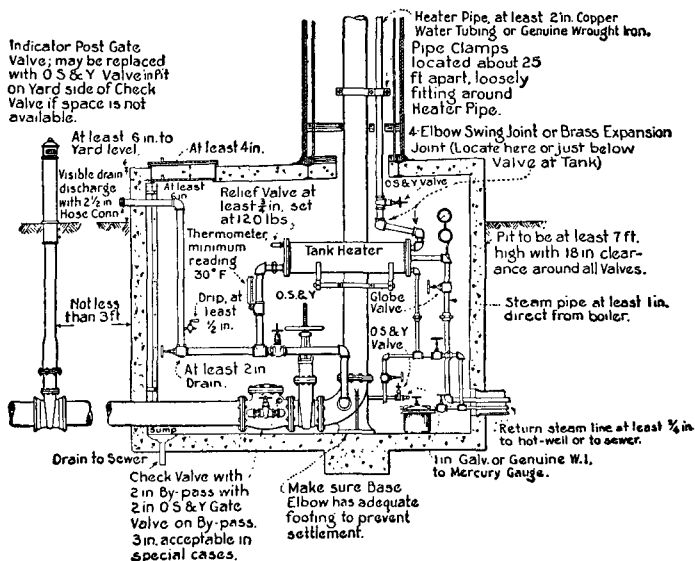 Heater Pipe, at least 2in. Copper
Water Tubing or Genuine Wrought Iron.
Pipe Clamps
located about 25
ft apart, loosely
fitting around
Heater Pipe.
Indicator Post Gate
Valve; may be replaced
with O S & Y Valve in Pit
on Yard side of Check
Valve if space is not
available.
4-Elbow Swing Joint or Brass Expansion
Joint (Locate here or just below
Valve at Tank)
At least 6 in. to
Yard level.
At least 4in.
Visible drain
discharge
with 2½ in
Hose Conn
At least
6in
Relief Valve at
least ¾in, set
at 120 lbs.
O.S & Y Valve
Thermometer,
minimum
reading
30°F
Tank Heater
Pit to be at least 7 ft.
high with 18 in clear-
ance around all Valves.
Not less
than 3ft
Drip, at
least
½ in.
O.S.&Y
Globe
Valve
Steam pipe at least 1in.
direct from boiler.
O S & Y
Valve
At least 2in
Drain.
Sump
Drain to Sewer
Return steam line at least ¾ in
to hot-well or to sewer.
1in Galv. or Genuine W.I.
to Mercury Gauge.
Check Valve with
2 in By-pass with
2in O S & Y Gate
Valve on By-pass.
3in. acceptable in
special cases.
Make sure Base
Elbow has adequate
footing to prevent
settlement.